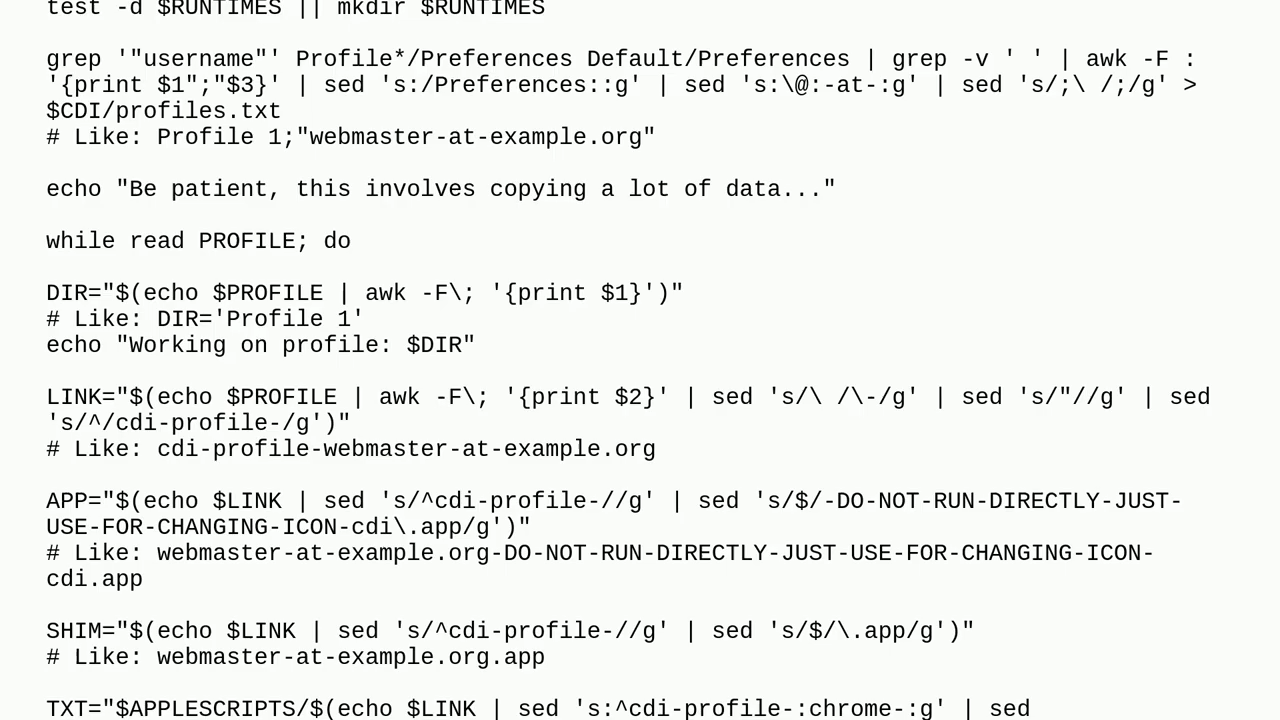 test -d $RUNTIMES || mkdir $RUNTIMES
grep '"username"' Profile*/Preferences Default/Preferences | grep -v ' ' | awk -F :
'{print $1";"$3}' | sed 's:/Preferences::g' | sed 's:\@:-at-:g' | sed 's/;\ /;/g' >
$CDI/profiles.txt
# Like: Profile 1;"webmaster-at-example.org"
echo "Be patient, this involves copying a lot of data..."
while read PROFILE; do
DIR="$(echo $PROFILE | awk -F\; '{print $1}')"
# Like: DIR='Profile 1'
echo "Working on profile: $DIR"
LINK="$(echo $PROFILE | awk -F\; '{print $2}' | sed 's/\ /\-/g' | sed 's/"//g' | sed
's/^/cdi-profile-/g')"
# Like: cdi-profile-webmaster-at-example.org
APP="$(echo $LINK | sed 's/^cdi-profile-//g' | sed 's/$/-DO-NOT-RUN-DIRECTLY-JUST-
USE-FOR-CHANGING-ICON-cdi\.app/g')"
# Like: webmaster-at-example.org-DO-NOT-RUN-DIRECTLY-JUST-USE-FOR-CHANGING-ICON-
cdi.app
SHIM="$(echo $LINK | sed 's/^cdi-profile-//g' | sed 's/$/\.app/g')"
# Like: webmaster-at-example.org.app
TXT="$APPLESCRIPTS/$(echo $LINK | sed 's:^cdi-profile-:chrome-:g' | sed